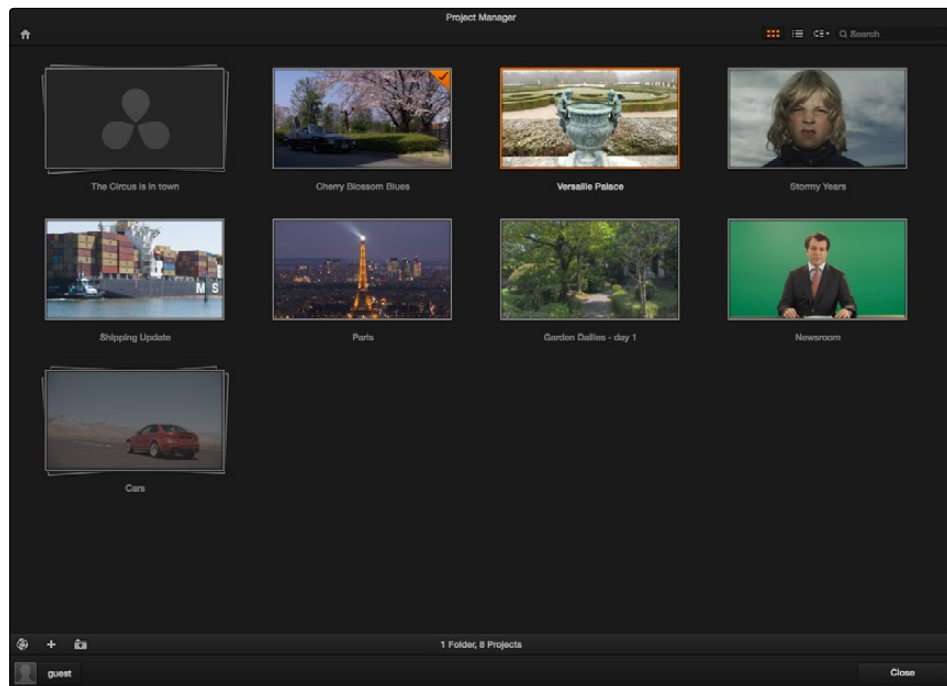 Project Manager
Search
The Circus is in town
Cherry Blossom Blues
Versaille Palace
Stormy Years
M S
Shipping Update
Paris
Garden Dailies - day 1
Newsroom
Cars
1 Folder, 8 Projects
guest
Close